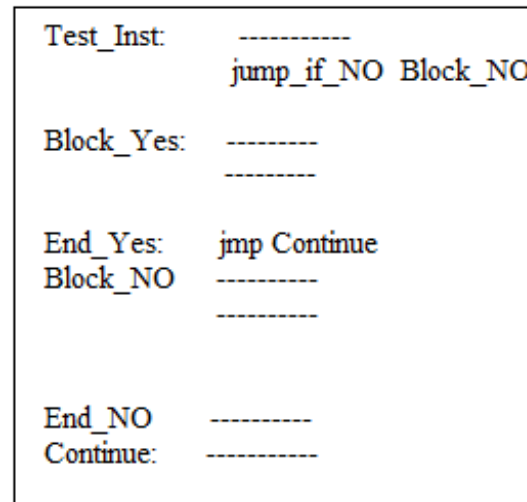 Test_Inst: -----------
jump_if_NO Block_NO
Block_Yes: ---------
---------
End_Yes: jmp Continue
Block_NO ----------
----------
End_NO ----------
Continue: -----------